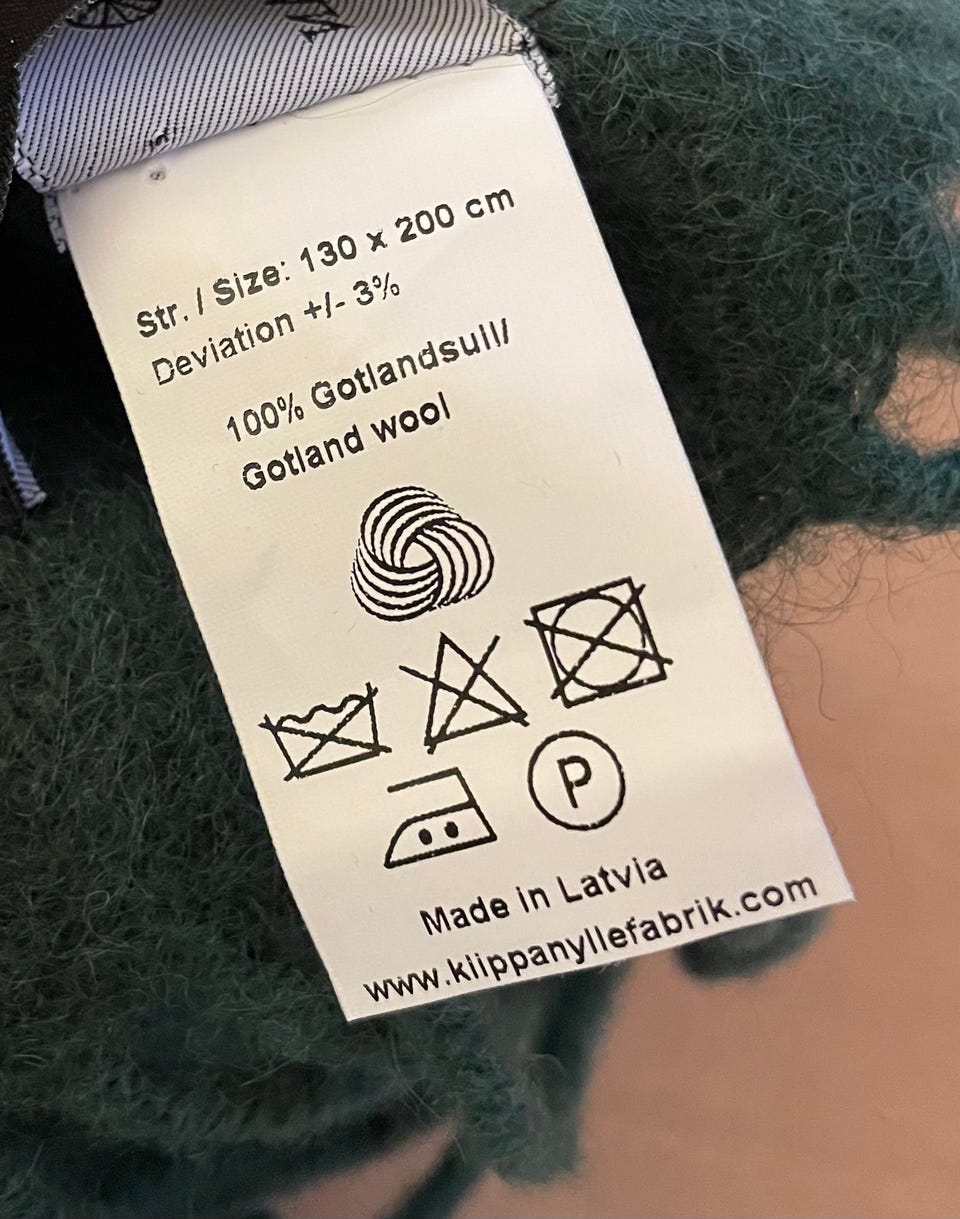 Str. / Size: 130 x 200 cm
Deviation +/- 3%
100% Gotlandsull/
Gotland wool
P
Made in Latvia
www.klippanyllefabrik.com